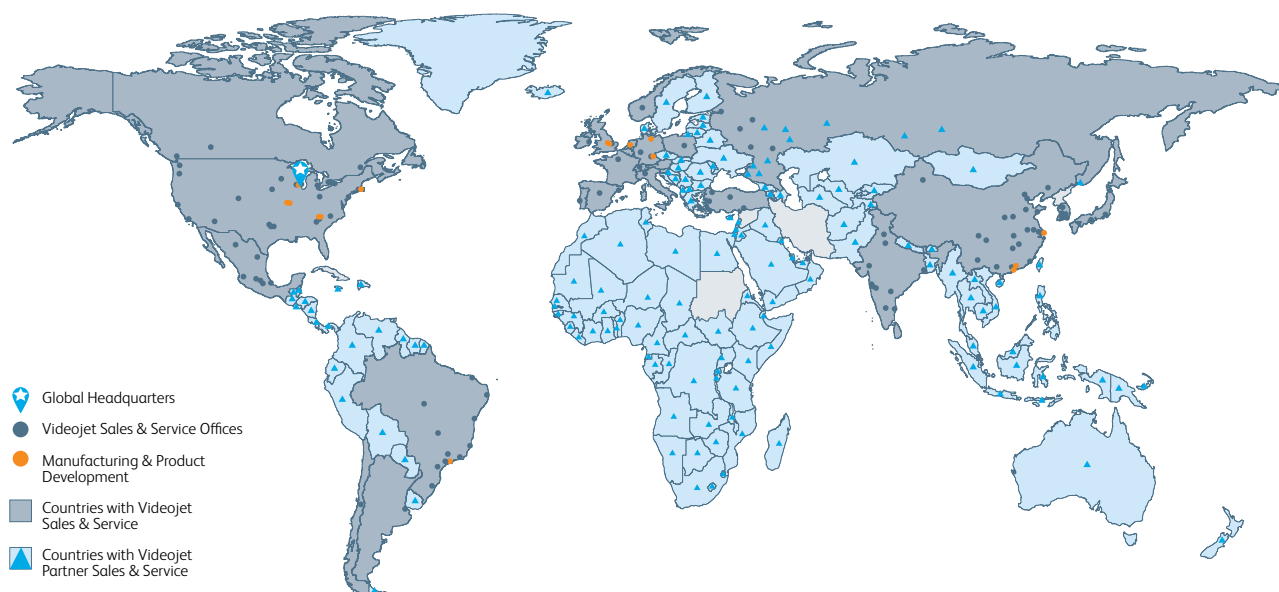 Global Headquarters
Videojet Sales & Service Offices
Manufacturing & Product
Development
Countries with Videojet
Sales & Service
Countries with Videojet
Partner Sales & Service